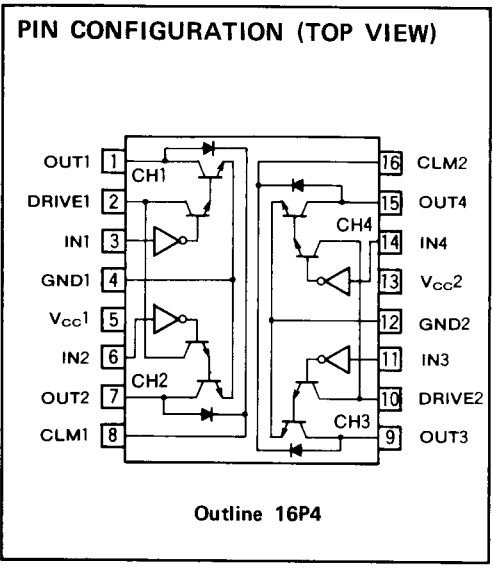 PIN CONFIGURATION (TOP VIEW)
OUT1 1
DRIVE1 2
IN1 3
GND1 4
Vcc1 5
IN2 6
OUT2 7
CLM1 8
CH1
CH2
16 CLM2
15 OUT4
14 IN4
13 Vcc2
12 GND2
11 IN3
10 DRIVE2
9 OUT3
CH4
CH3
Outline 16P4